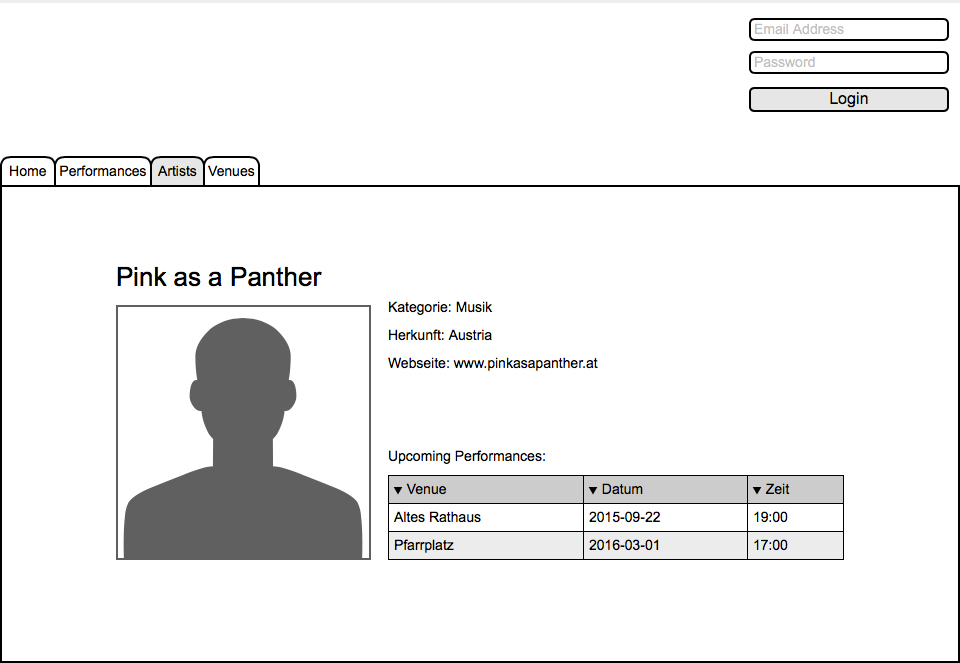 Email Address
Password
Login
Home Performances Artists Venues
Pink as a Panther
Kategorie: Musik
Herkunft: Austria
Webseite: www.pinkasapanther.at
Upcoming Performances:
▼ Venue ▼ Datum ▼ Zeit
Altes Rathaus 2015-09-22 19:00
Pfarrplatz 2016-03-01 17:00